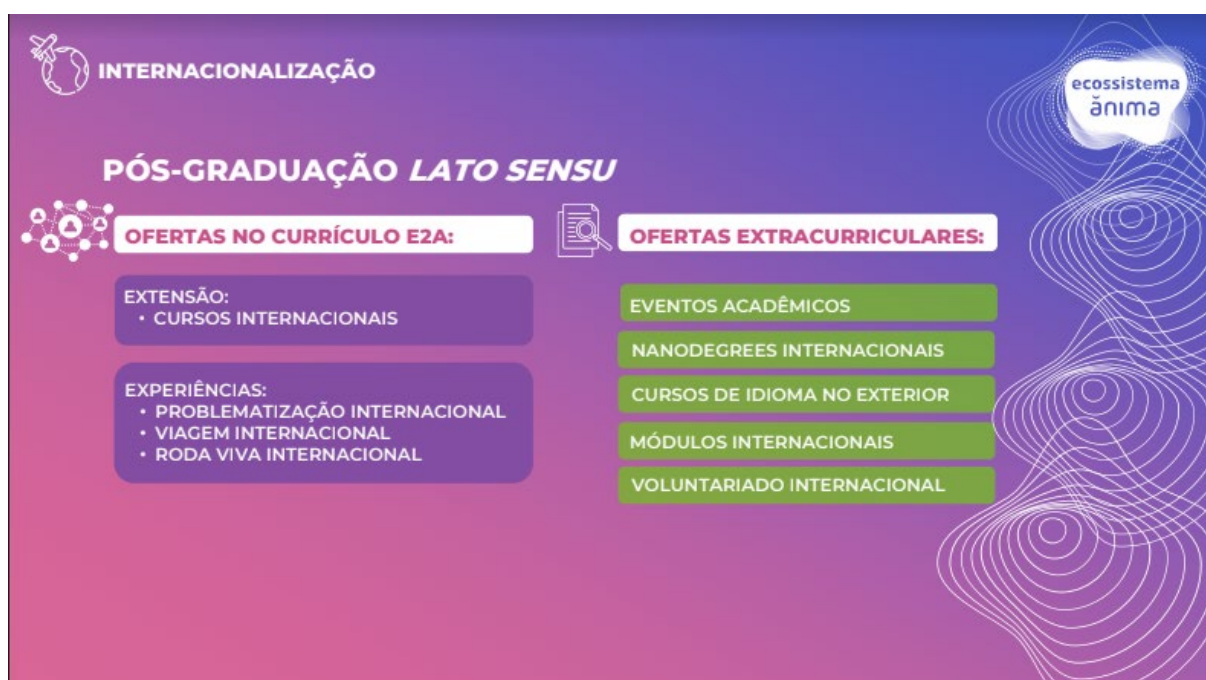 INTERNACIONALIZAÇÃO
ecossistema
ănıma
PÓS-GRADUAÇÃO LATO SENSU
OFERTAS NO CURRÍCULO E2A:
EXTENSÃO:
• CURSOS INTERNACIONAIS
EXPERIÊNCIAS:
• PROBLEMATIZAÇÃO INTERNACIONAL
• VIAGEM INTERNACIONAL
• RODA VIVA INTERNACIONAL
OFERTAS EXTRACURRICULARES:
EVENTOS ACADÊMICOS
NANODEGREES INTERNACIONAIS
CURSOS DE IDIOMA NO EXTERIOR
MÓDULOS INTERNACIONAIS
VOLUNTARIADO INTERNACIONAL